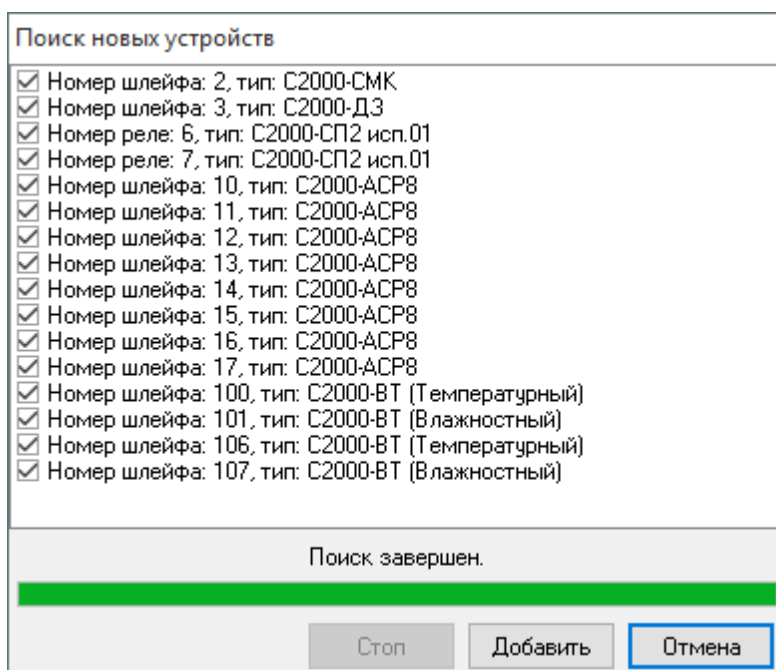 Поиск новых устройств
Номер шлейфа: 2, тип: С2000-СМК
Номер шлейфа: 3, тип: С2000-ДЗ
Номер реле: 6, тип: С2000-СП2 исп.01
Номер реле: 7, тип: С2000-СП2 исп.01
Номер шлейфа: 10, тип: С2000-АСР8
Номер шлейфа: 11, тип: С2000-АСР8
Номер шлейфа: 12, тип: С2000-АСР8
Номер шлейфа: 13, тип: С2000-АСР8
Номер шлейфа: 14, тип: С2000-АСР8
Номер шлейфа: 15, тип: С2000-АСР8
Номер шлейфа: 16, тип: С2000-АСР8
Номер шлейфа: 17, тип: С2000-АСР8
Номер шлейфа: 100, тип: С2000-ВТ (Температурный)
Номер шлейфа: 101, тип: С2000-ВТ (Влажностный)
Номер шлейфа: 106, тип: С2000-ВТ (Температурный)
Номер шлейфа: 107, тип: С2000-ВТ (Влажностный)
Поиск завершен.
Стоп Добавить Отмена